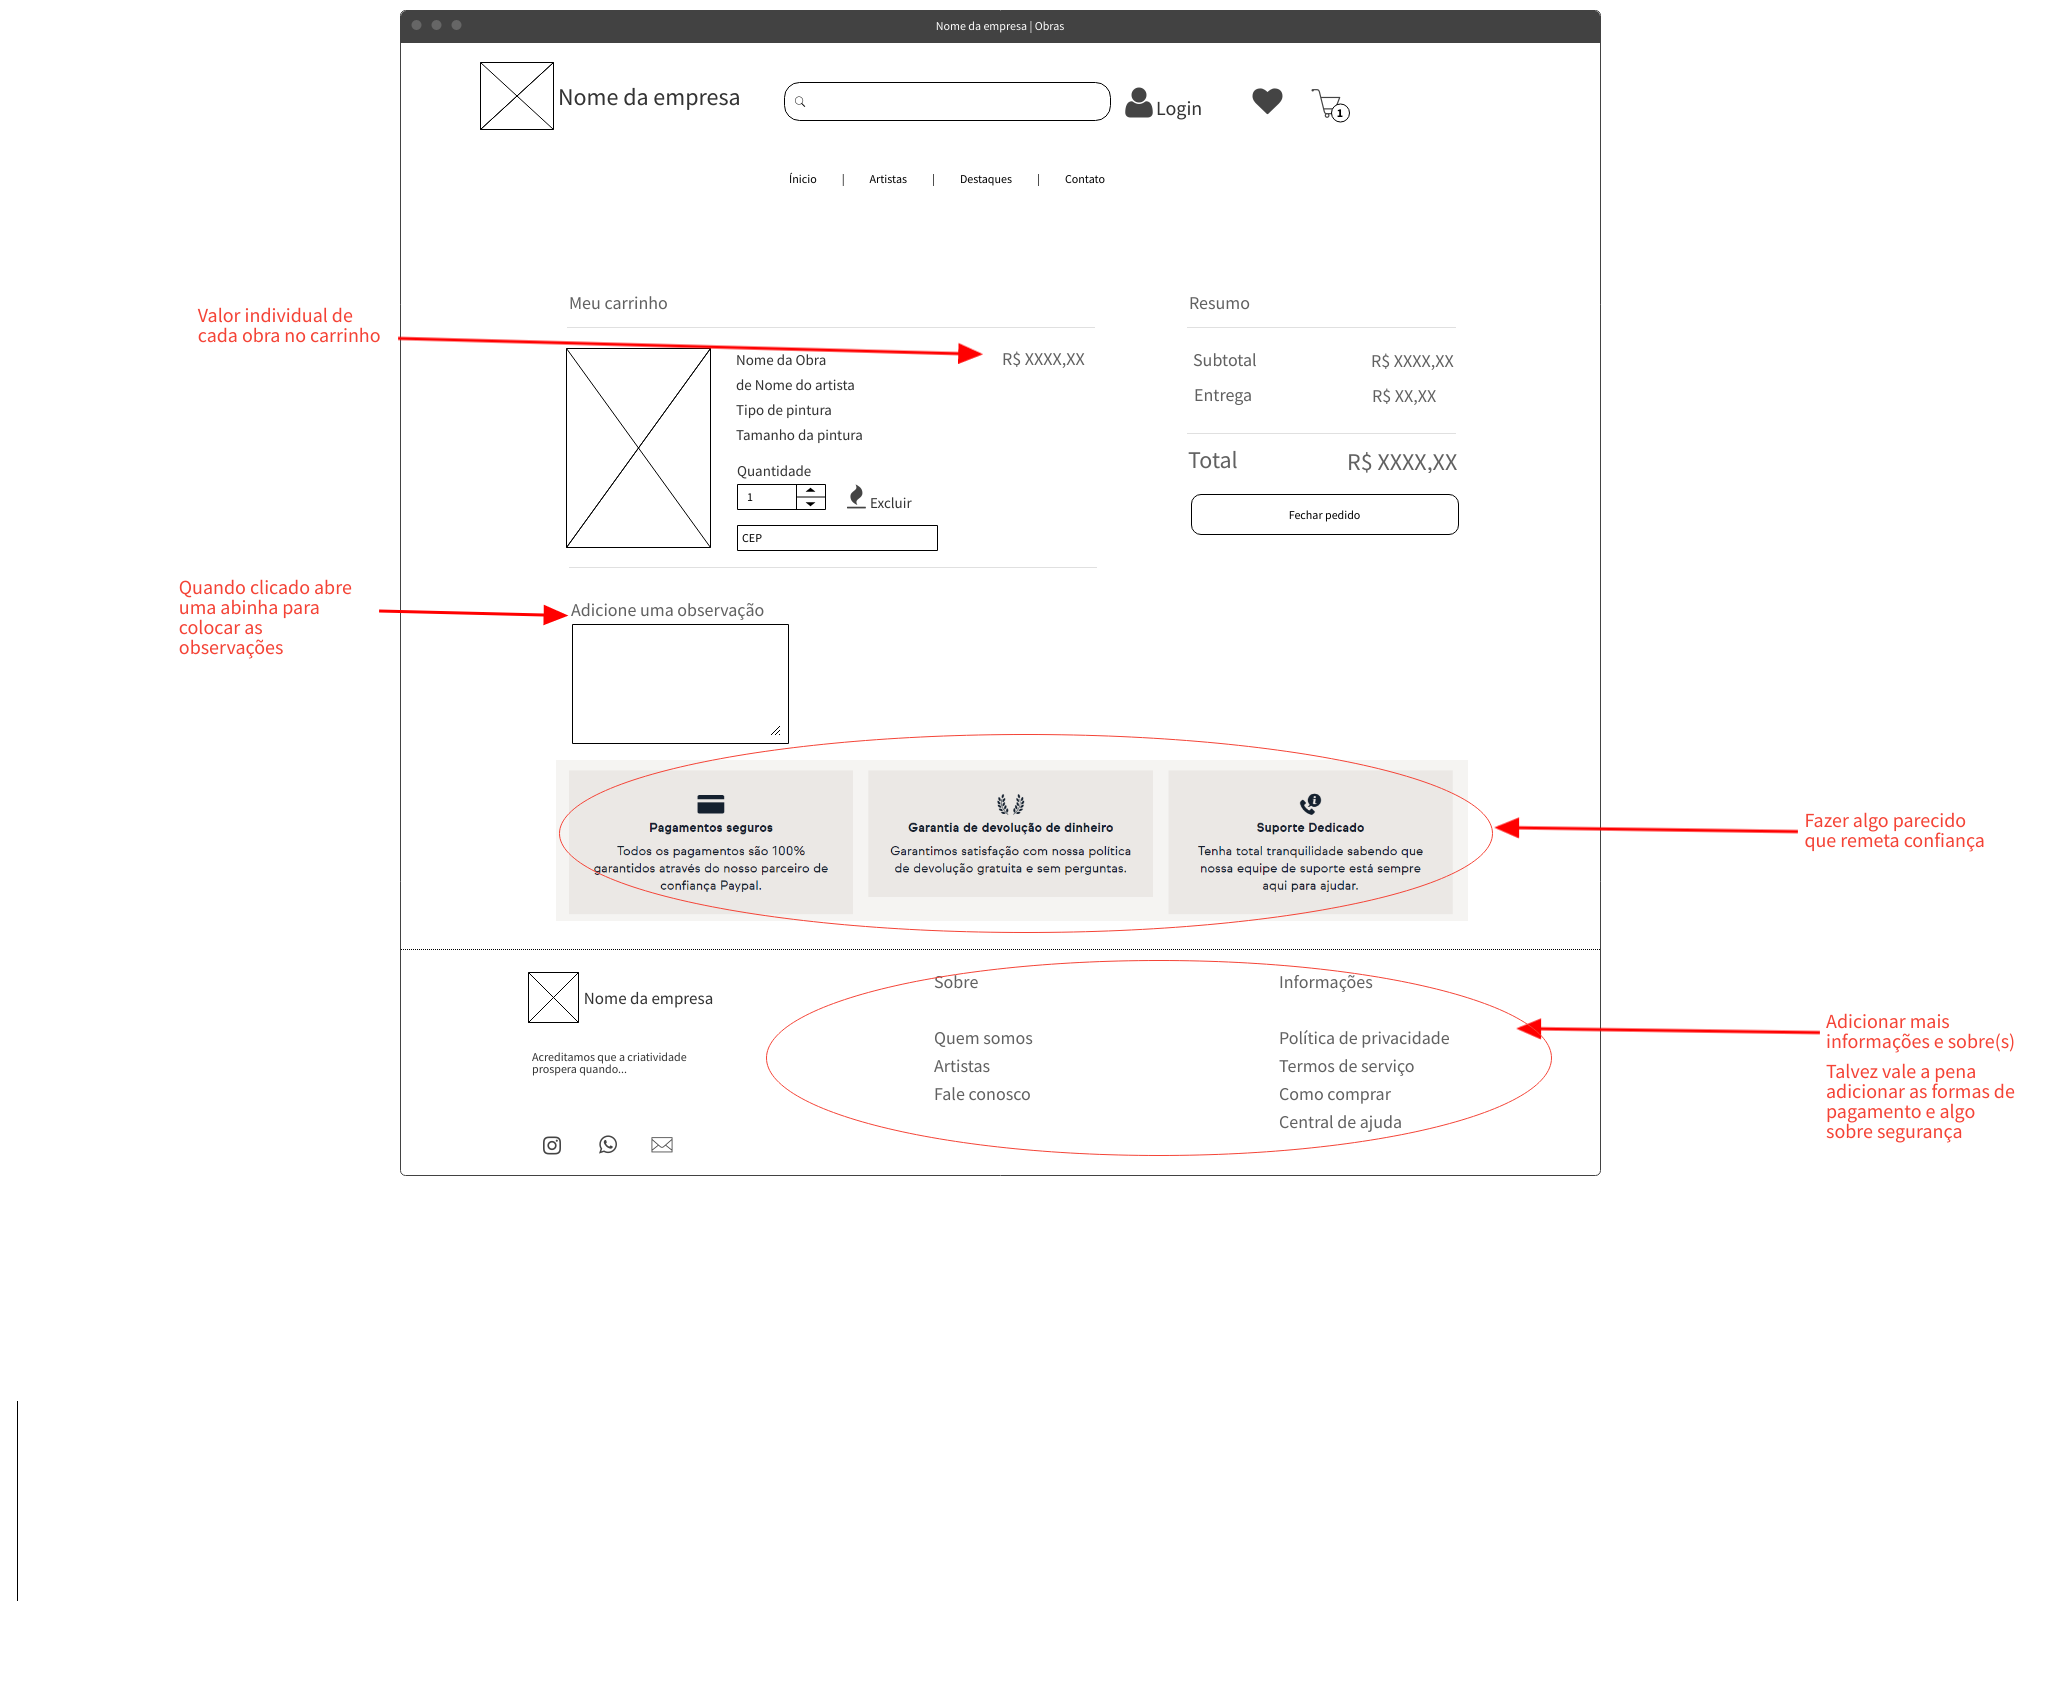 Nome da empresa | Obras
Nome da empresa
Login
1
Ínicio | Artistas | Destaques | Contato
Valor individual de
cada obra no carrinho
Meu carrinho
Nome da Obra
R$ XXXX,XX
de Nome do artista
Tipo de pintura
Tamanho da pintura
Quantidade
1
Excluir
CEP
Resumo
Subtotal R$ XXXX,XX
Entrega R$ XX,XX
Total R$ XXXX,XX
Fechar pedido
Quando clicado abre
uma abinha para
colocar as
observações
Adicione uma observação
Pagamentos seguros
Todos os pagamentos são 100%
garantidos através do nosso parceiro de
confiança Paypal.
Garantia de devolução de dinheiro
Garantimos satisfação com nossa política
de devolução gratuita e sem perguntas.
Suporte Dedicado
Tenha total tranquilidade sabendo que
nossa equipe de suporte está sempre
aqui para ajudar.
Fazer algo parecido
que remeta confiança
Nome da empresa
Acreditamos que a criatividade
prospera quando...
Sobre
Quem somos
Artistas
Fale conosco
Informações
Política de privacidade
Termos de serviço
Como comprar
Central de ajuda
Adicionar mais
informações e sobre(s)
Talvez vale a pena
adicionar as formas de
pagamento e algo
sobre segurança